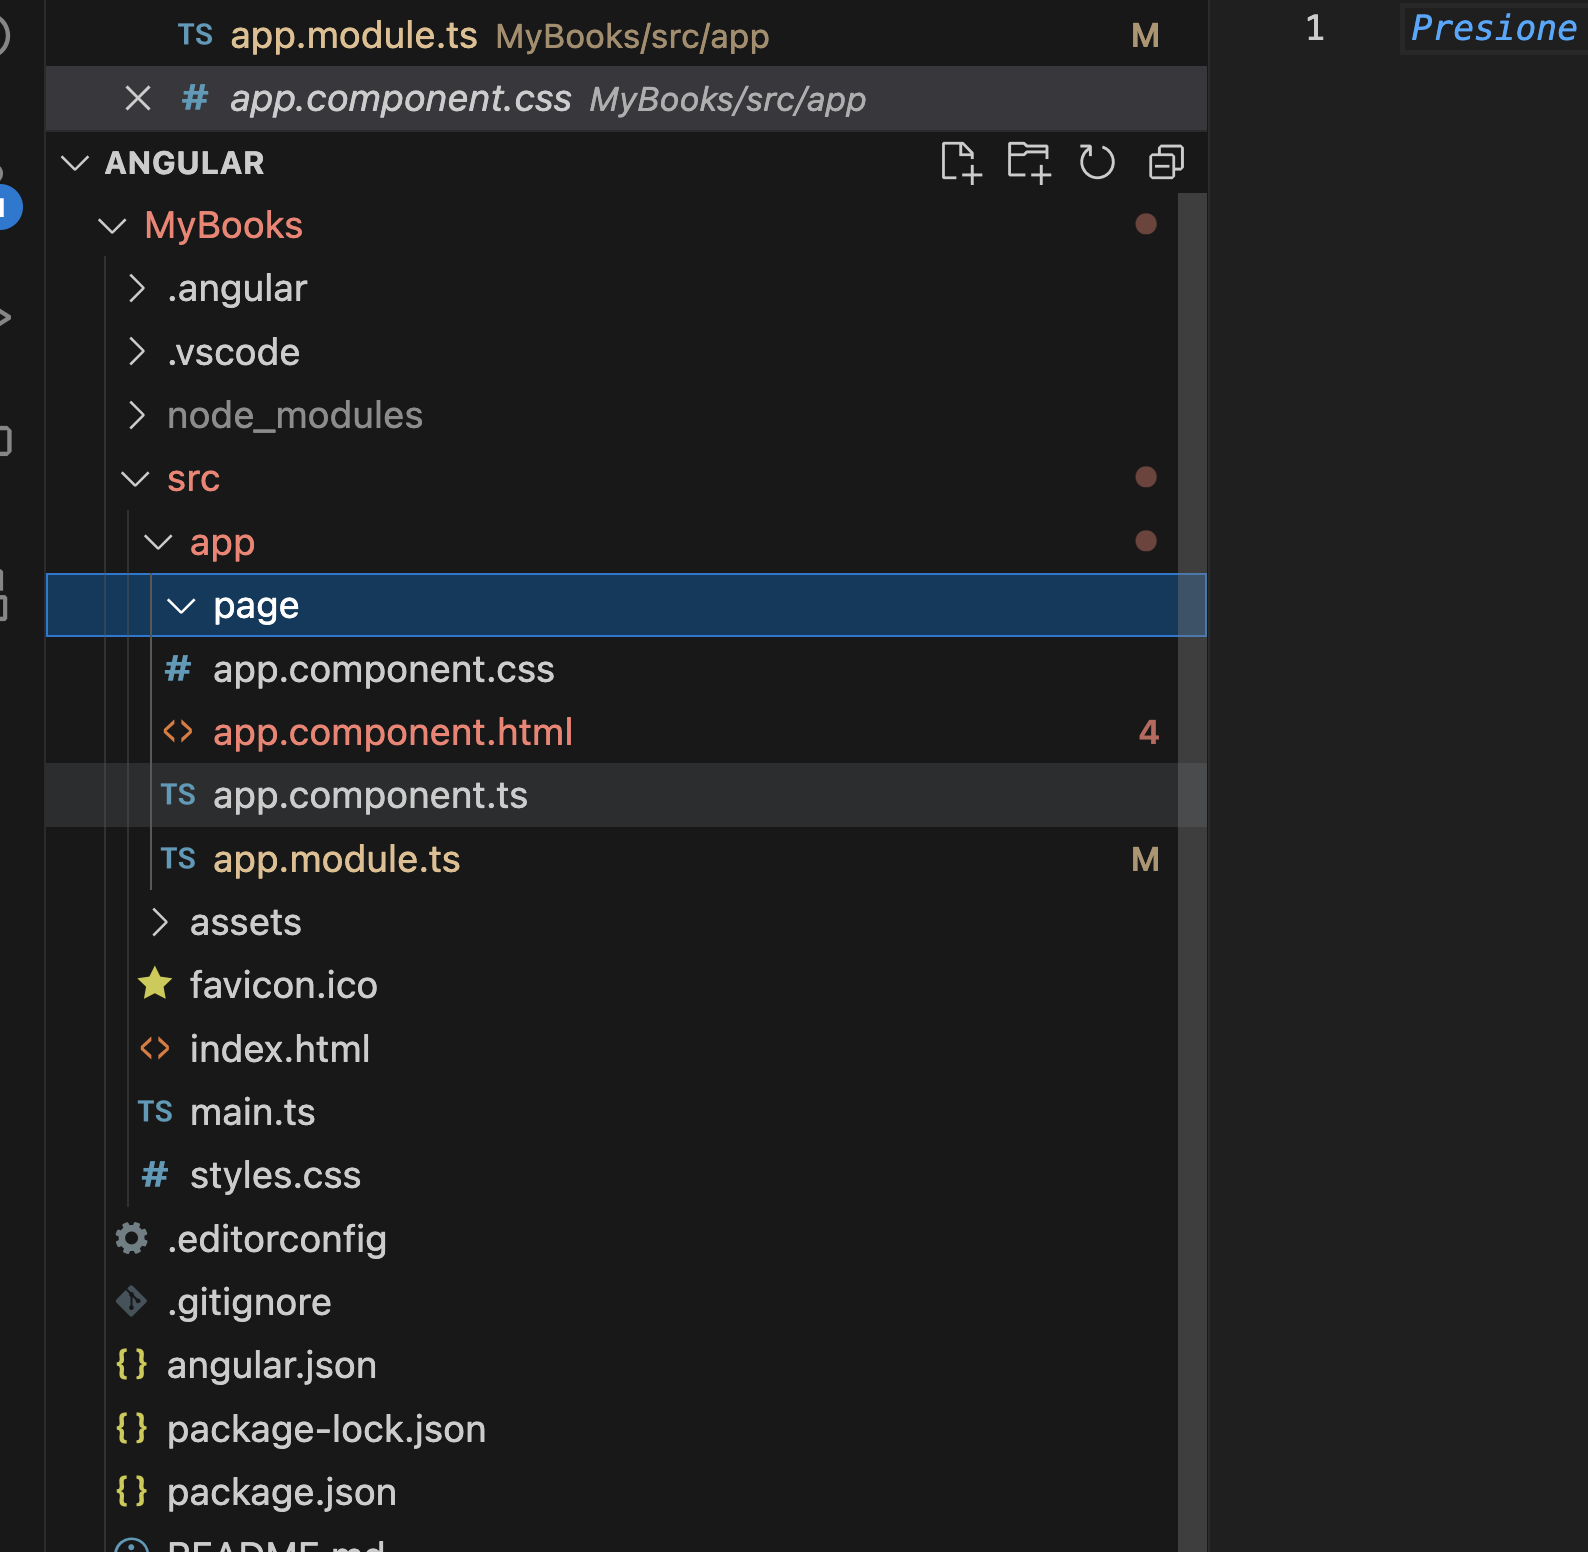 TS app.module.ts MyBooks/src/app M
# app.component.css MyBooks/src/app
1 Presione
ANGULAR
MyBooks
.angular
.vscode
node_modules
src
app
page
# app.component.css
<> app.component.html 4
TS app.component.ts
TS app.module.ts M
assets
favicon.ico
<> index.html
TS main.ts
# styles.css
.editorconfig
.gitignore
{} angular.json
{} package-lock.json
{} package.json
README.md